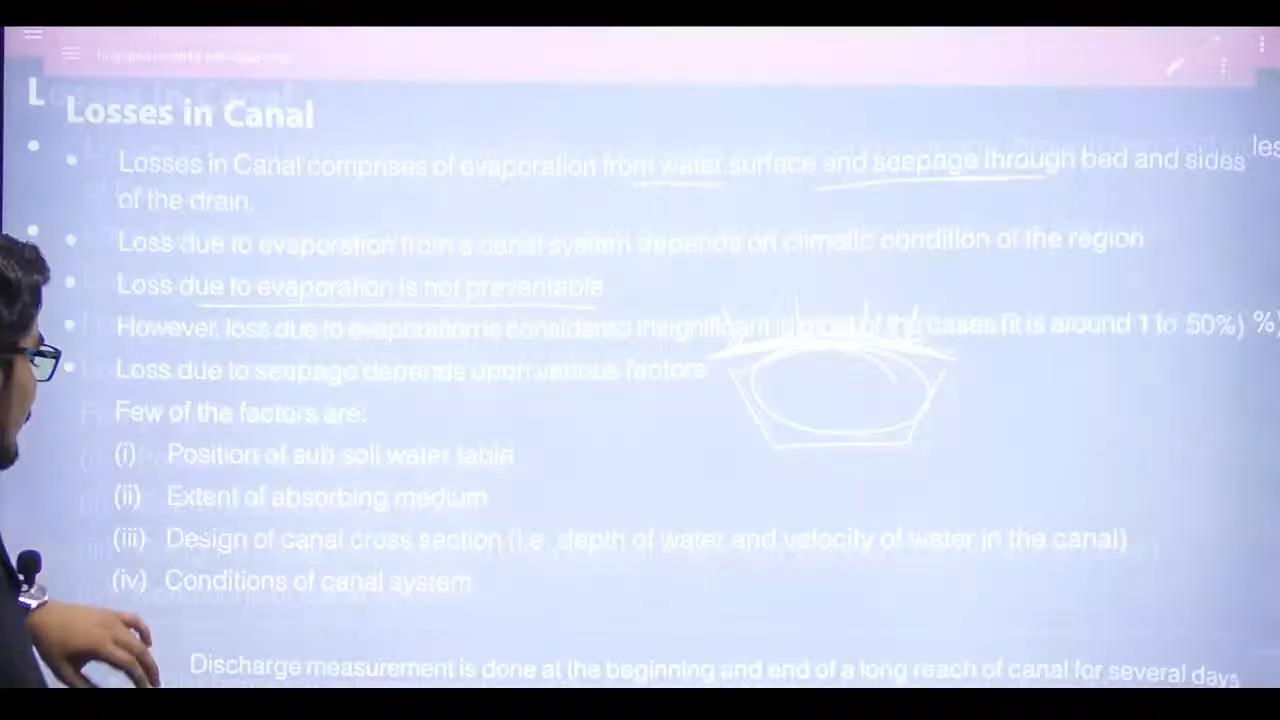 Losses in Canal
• Losses in Canal comprises of evaporation from water surface and seepage through bed and sides
of the drain.
• Loss due to evaporation from a canal system depends on climatic condition of the region
• Loss due to evaporation is not preventable
• However, loss due to evaporation is considered insignificant in most of the cases (it is around 1 to 50%)
• Loss due to seepage depends upon various factors
Few of the factors are:
(i) Position of sub soil water table
(ii) Extent of absorbing medium
(iii) Design of canal cross section (i.e. depth of water and velocity of water in the canal)
(iv) Conditions of canal system
Discharge measurement is done at the beginning and end of a long reach of canal for several days